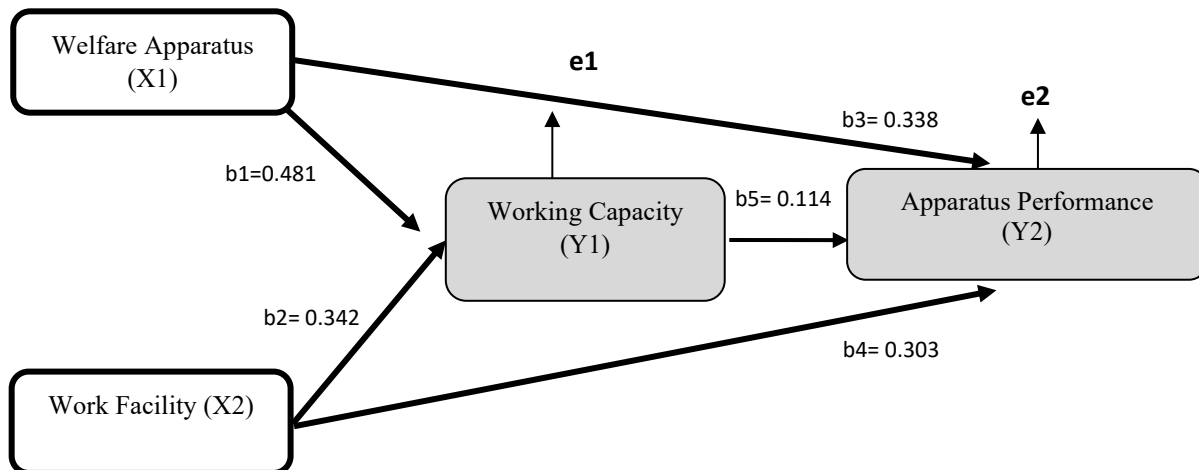 Welfare Apparatus
(X1)
e1
e2
b3= 0.338
b1=0.481
Working Capacity
(Y1)
b5= 0.114
Apparatus Performance
(Y2)
b2= 0.342
b4= 0.303
Work Facility (X2)